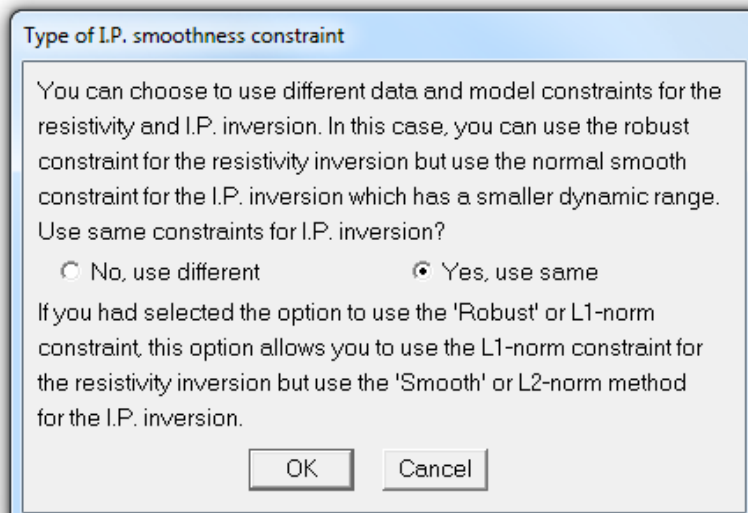 Type of I.P. smoothness constraint
You can choose to use different data and model constraints for the
resistivity and I.P. inversion. In this case, you can use the robust
constraint for the resistivity inversion but use the normal smooth
constraint for the I.P. inversion which has a smaller dynamic range.
Use same constraints for I.P. inversion?
No, use different Yes, use same
If you had selected the option to use the 'Robust' or L1-norm
constraint, this option allows you to use the L1-norm constraint for
the resistivity inversion but use the 'Smooth' or L2-norm method
for the I.P. inversion.
OK Cancel